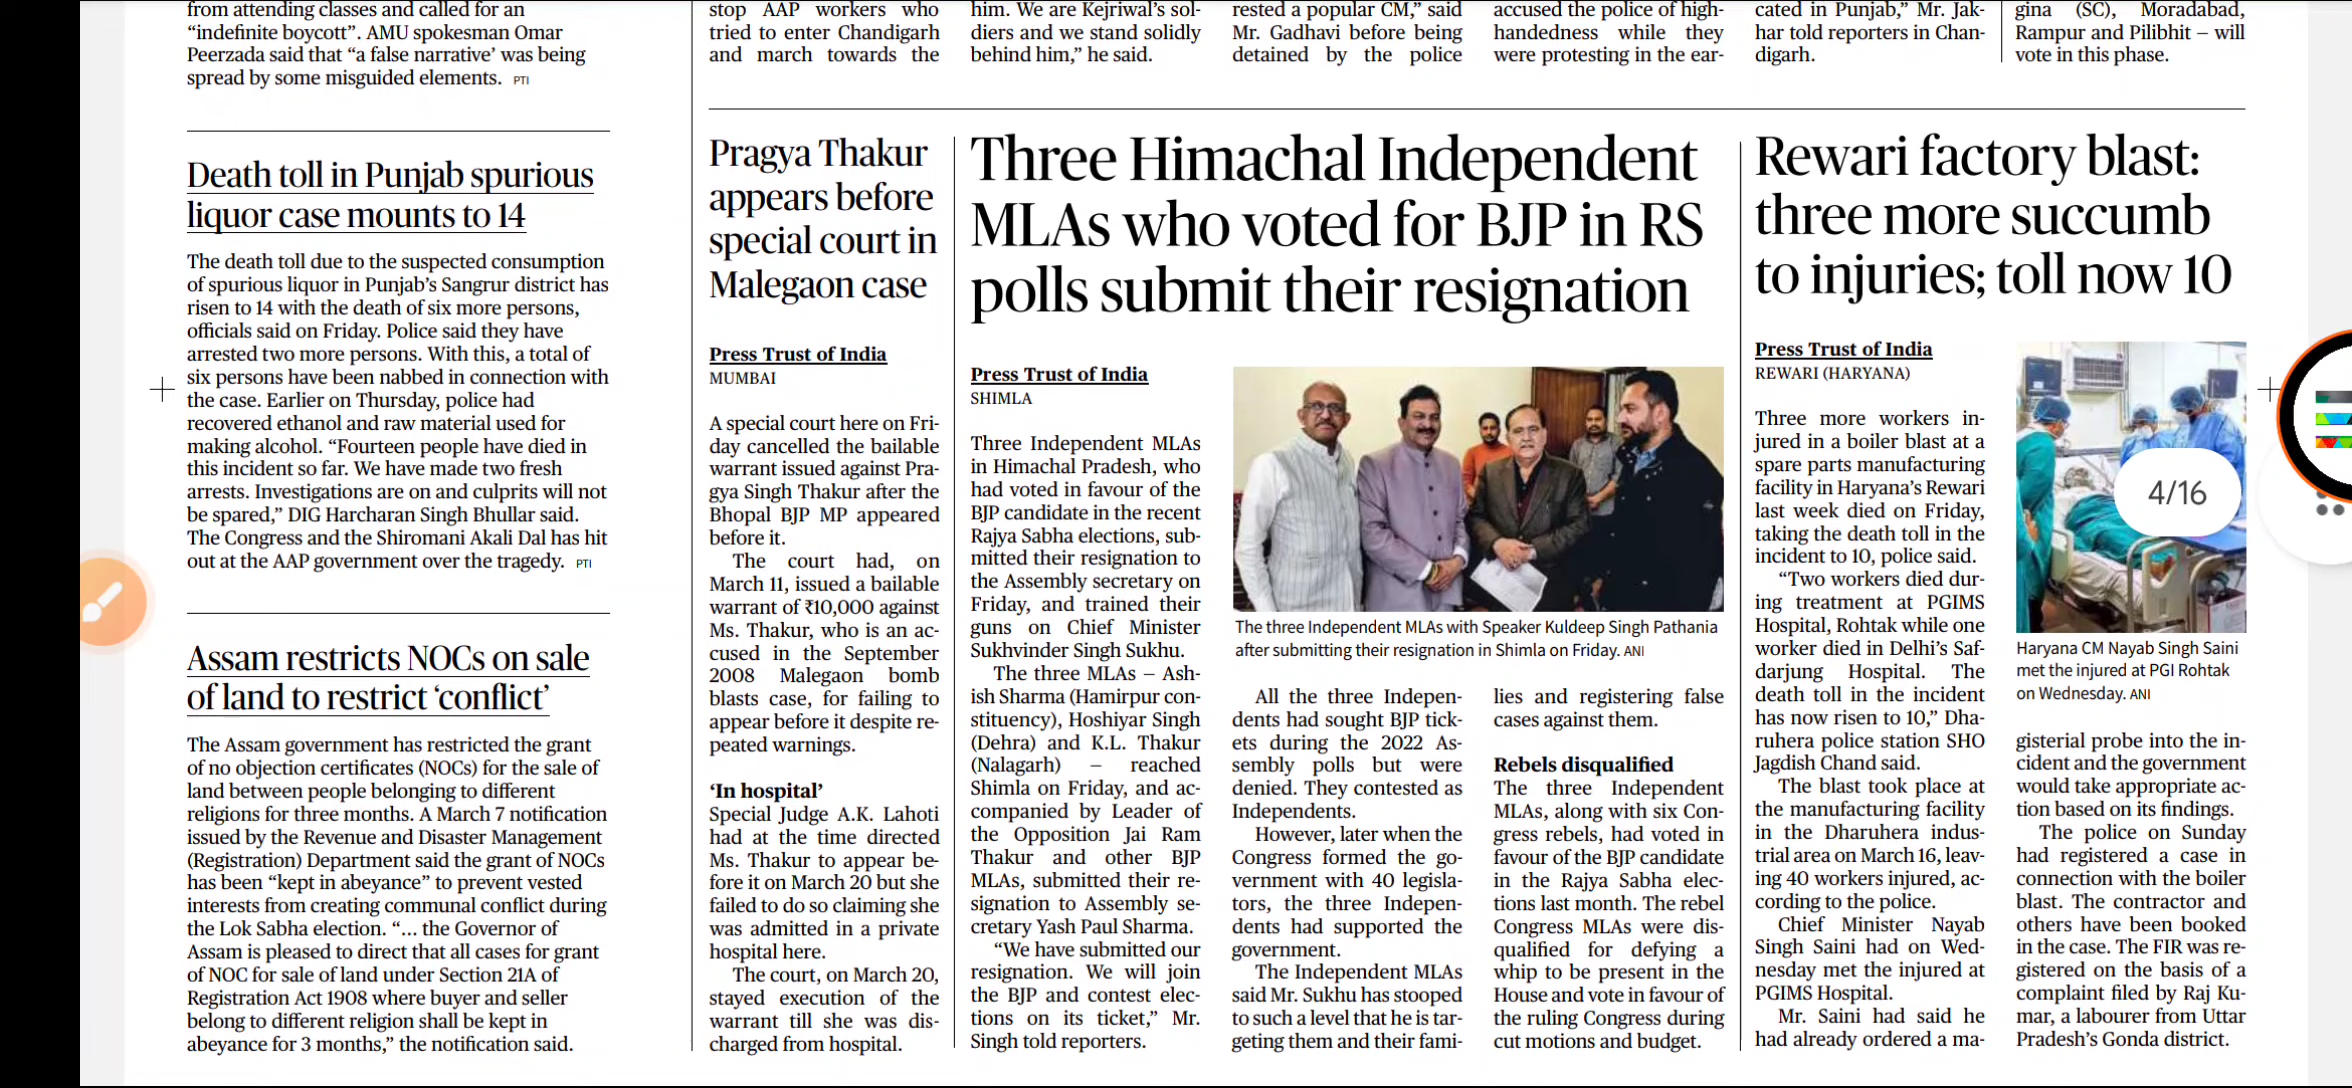 from attending classes and called for an
“indefinite boycott”. AMU spokesman Omar
Peerzada said that “a false narrative’ was being
spread by some misguided elements. PTI
Death toll in Punjab spurious
liquor case mounts to 14
The death toll due to the suspected consumption
of spurious liquor in Punjab’s Sangrur district has
risen to 14 with the death of six more persons,
officials said on Friday. Police said they have
arrested two more persons. With this, a total of
six persons have been nabbed in connection with
the case. Earlier on Thursday, police had
recovered ethanol and raw material used for
making alcohol. “Fourteen people have died in
this incident so far. We have made two fresh
arrests. Investigations are on and culprits will not
be spared,” DIG Harcharan Singh Bhullar said.
The Congress and the Shiromani Akali Dal has hit
out at the AAP government over the tragedy. PTI
Assam restricts NOCs on sale
of land to restrict ‘conflict’
The Assam government has restricted the grant
of no objection certificates (NOCs) for the sale of
land between people belonging to different
religions for three months. A March 7 notification
issued by the Revenue and Disaster Management
(Registration) Department said the grant of NOCs
has been “kept in abeyance” to prevent vested
interests from creating communal conflict during
the Lok Sabha election. “... the Governor of
Assam is pleased to direct that all cases for grant
of NOC for sale of land under Section 21A of
Registration Act 1908 where buyer and seller
belong to different religion shall be kept in
abeyance for 3 months,” the notification said.
stop AAP workers who
tried to enter Chandigarh
and march towards the
him. We are Kejriwal’s sol-
diers and we stand solidly
behind him,” he said.
rested a popular CM,” said
Mr. Gadhavi before being
detained by the police
accused the police of high-
handedness while they
were protesting in the ear-
cated in Punjab,” Mr. Jak-
har told reporters in Chan-
digarh.
gina (SC), Moradabad,
Rampur and Pilibhit – will
vote in this phase.
Pragya Thakur
appears before
special court in
Malegaon case
Press Trust of India
MUMBAI
A special court here on Fri-
day cancelled the bailable
warrant issued against Pra-
gya Singh Thakur after the
Bhopal BJP MP appeared
before it.
The court had, on
March 11, issued a bailable
warrant of ₹10,000 against
Ms. Thakur, who is an ac-
cused in the September
2008 Malegaon bomb
blasts case, for failing to
appear before it despite re-
peated warnings.
‘In hospital’
Special Judge A.K. Lahoti
had at the time directed
Ms. Thakur to appear be-
fore it on March 20 but she
failed to do so claiming she
was admitted in a private
hospital here.
The court, on March 20,
stayed execution of the
warrant till she was dis-
charged from hospital.
Three Himachal Independent
MLAs who voted for BJP in RS
polls submit their resignation
Press Trust of India
SHIMLA
Three Independent MLAs
in Himachal Pradesh, who
had voted in favour of the
BJP candidate in the recent
Rajya Sabha elections, sub-
mitted their resignation to
the Assembly secretary on
Friday, and trained their
guns on Chief Minister
Sukhvinder Singh Sukhu.
The three MLAs – Ash-
ish Sharma (Hamirpur con-
stituency), Hoshiyar Singh
(Dehra) and K.L. Thakur
(Nalagarh) – reached
Shimla on Friday, and ac-
companied by Leader of
the Opposition Jai Ram
Thakur and other BJP
MLAs, submitted their re-
signation to Assembly se-
cretary Yash Paul Sharma.
“We have submitted our
resignation. We will join
the BJP and contest elec-
tions on its ticket,” Mr.
Singh told reporters.
The three Independent MLAs with Speaker Kuldeep Singh Pathania
after submitting their resignation in Shimla on Friday. ANI
All the three Indepen-
dents had sought BJP tick-
ets during the 2022 As-
sembly polls but were
denied. They contested as
Independents.
However, later when the
Congress formed the go-
vernment with 40 legisla-
tors, the three Indepen-
dents had supported the
government.
The Independent MLAs
said Mr. Sukhu has stooped
to such a level that he is tar-
geting them and their fami-
lies and registering false
cases against them.
Rebels disqualified
The three Independent
MLAs, along with six Con-
gress rebels, had voted in
favour of the BJP candidate
in the Rajya Sabha elec-
tions last month. The rebel
Congress MLAs were dis-
qualified for defying a
whip to be present in the
House and vote in favour of
the ruling Congress during
cut motions and budget.
Rewari factory blast:
three more succumb
to injuries; toll now 10
Press Trust of India
REWARI (HARYANA)
Three more workers in-
jured in a boiler blast at a
spare parts manufacturing
facility in Haryana’s Rewari
last week died on Friday,
taking the death toll in the
incident to 10, police said.
“Two workers died dur-
ing treatment at PGIMS
Hospital, Rohtak while one
worker died in Delhi’s Saf-
darjung Hospital. The
death toll in the incident
has now risen to 10,” Dha-
ruhera police station SHO
Jagdish Chand said.
The blast took place at
the manufacturing facility
in the Dharuhera indus-
trial area on March 16, leav-
ing 40 workers injured, ac-
cording to the police.
Chief Minister Nayab
Singh Saini had on Wed-
nesday met the injured at
PGIMS Hospital.
Mr. Saini had said he
had already ordered a ma-
4/16
Haryana CM Nayab Singh Saini
met the injured at PGI Rohtak
on Wednesday. ANI
gisterial probe into the in-
cident and the government
would take appropriate ac-
tion based on its findings.
The police on Sunday
had registered a case in
connection with the boiler
blast. The contractor and
others have been booked
in the case. The FIR was re-
gistered on the basis of a
complaint filed by Raj Ku-
mar, a labourer from Uttar
Pradesh’s Gonda district.